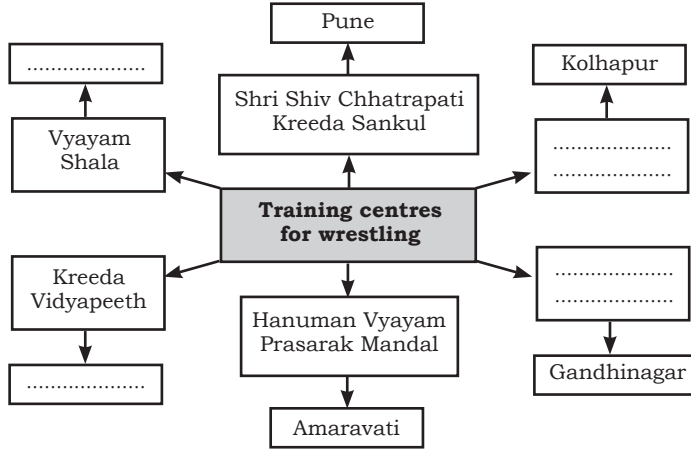 Pune
....................
Kolhapur
Shri Shiv Chhatrapati
Kreeda Sankul
Vyayam
Shala
....................
....................
Training centres
for wrestling
Kreeda
Vidyapeeth
....................
....................
Hanuman Vyayam
Prasarak Mandal
....................
Gandhinagar
Amaravati